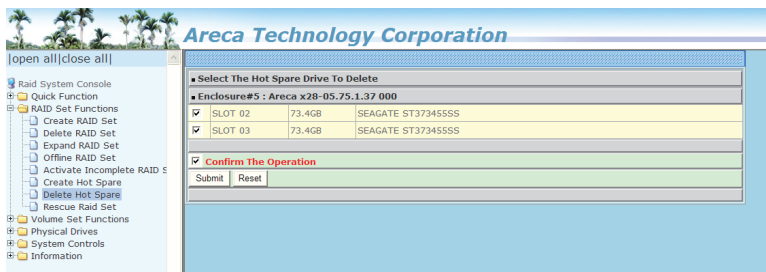 Areca Technology Corporation
|open all|close all|
Raid System Console
Quick Function
RAID Set Functions
Create RAID Set
Delete RAID Set
Expand RAID Set
Offline RAID Set
Activate Incomplete RAID S
Create Hot Spare
Delete Hot Spare
Rescue Raid Set
Volume Set Functions
Physical Drives
System Controls
Information
Select The Hot Spare Drive To Delete
Enclosure#5 : Areca x28-05.75.1.37 000
SLOT 02 73.4GB SEAGATE ST373455SS
SLOT 03 73.4GB SEAGATE ST373455SS
Confirm The Operation
Submit Reset